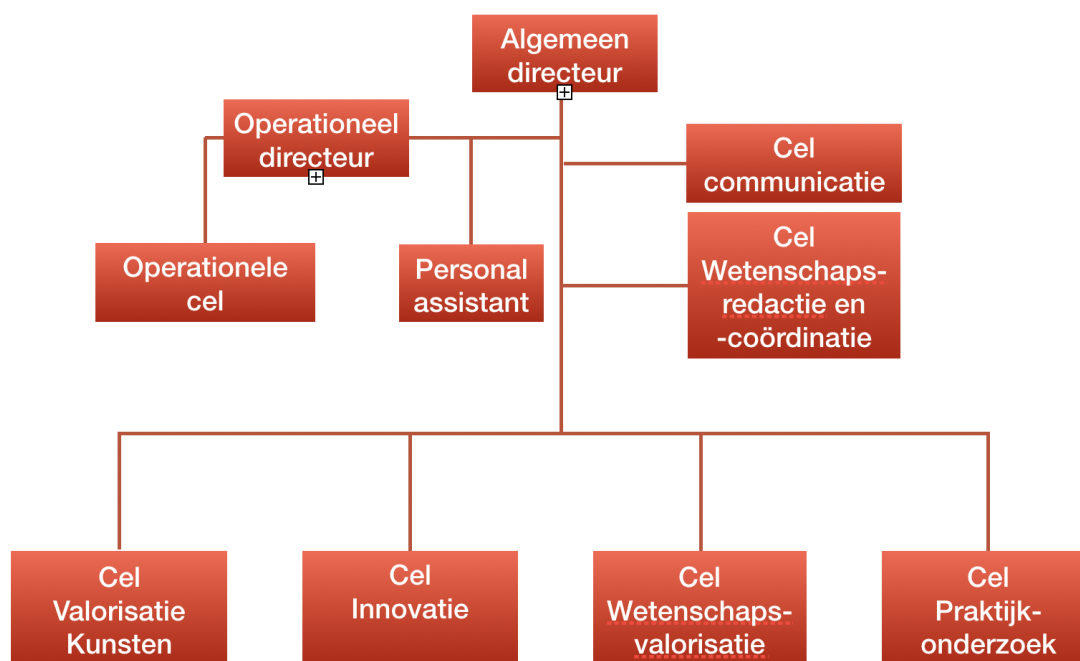 Algemeen
directeur
Operationeel
directeur
Cel
communicatie
Cel
Wetenschaps-
redactie en
-coördinatie
Operationele
cel
Personal
assistant
Cel
Valorisatie
Kunsten
Cel
Innovatie
Cel
Wetenschaps-
valorisatie
Cel
Praktijk-
onderzoek